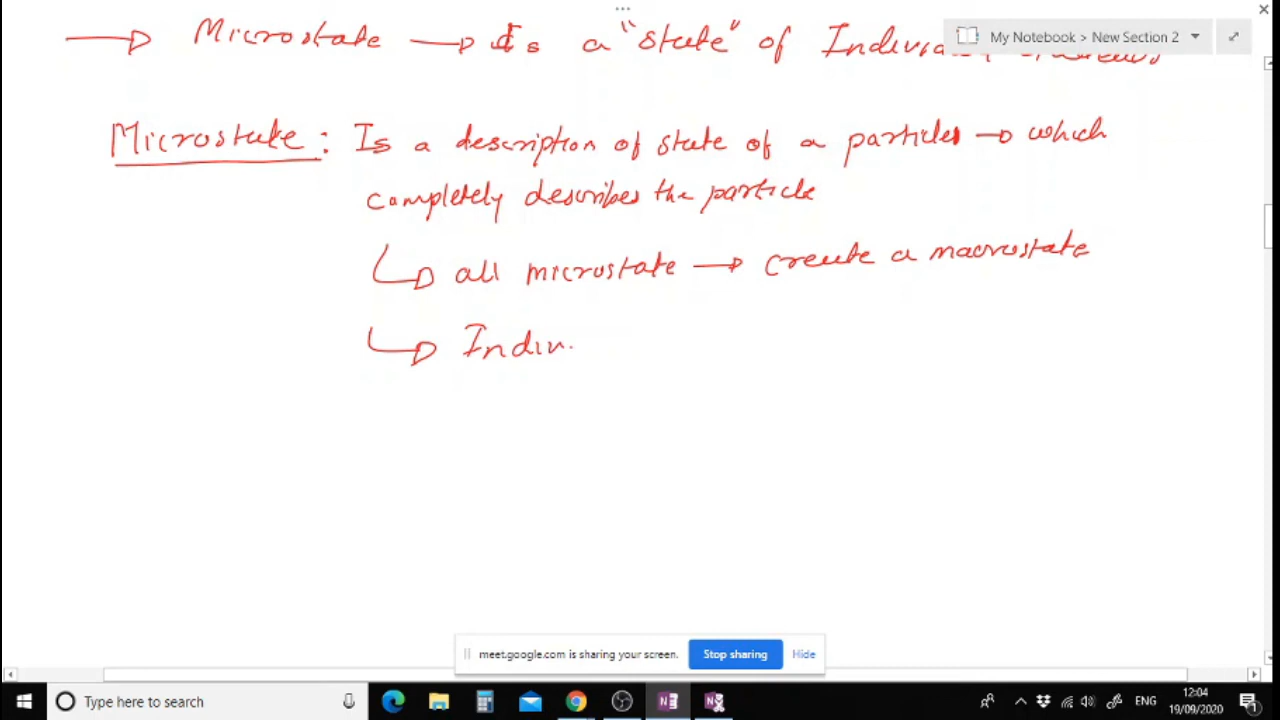 → Microstate → Is a "state" of
My Notebook > New Section 2
Microstate : Is a description of state of a particles → which
completely describes the particle
↳ all microstate → create a macrostate
↳ Indiv
meet.google.com is sharing your screen. Stop sharing Hide
Type here to search
ENG
12:04
19/09/2020
1